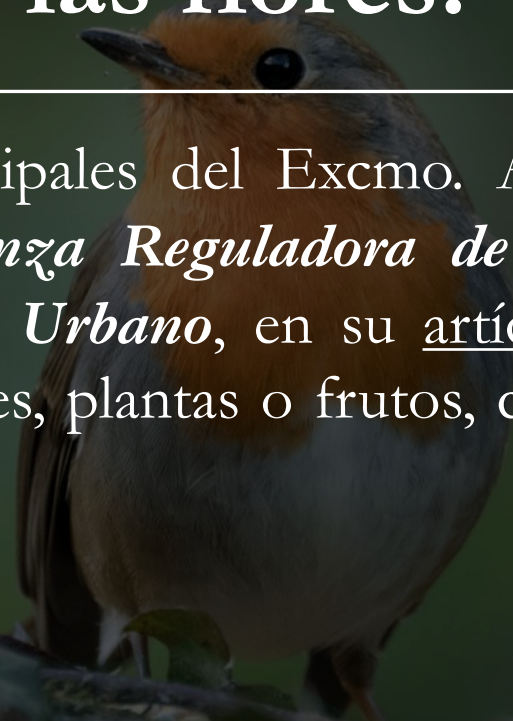 las flores!
ipales del Excmo. A
nza Reguladora de
Urbano, en su artíc
es, plantas o frutos, c